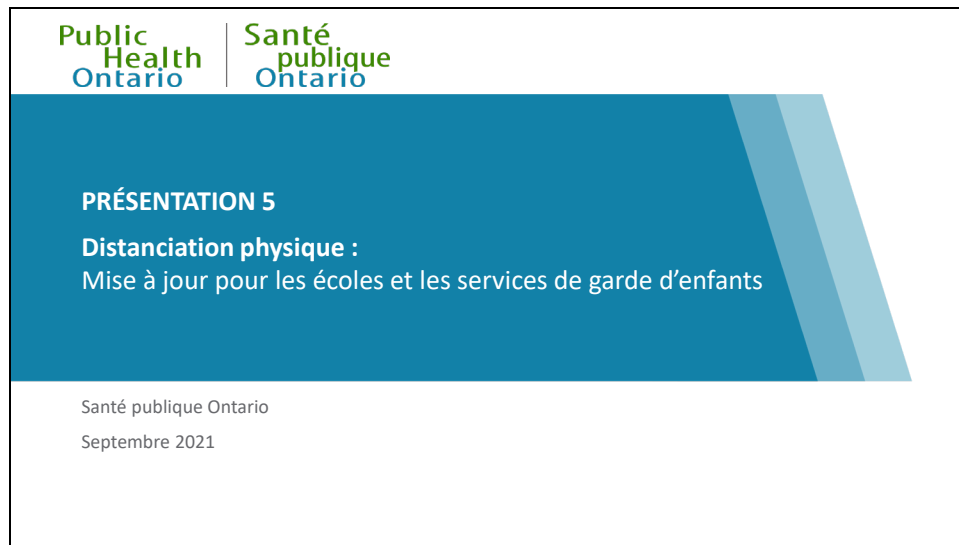 Public
Health
Ontario
Santé
publique
Ontario
PRÉSENTATION 5
Distanciation physique :
Mise à jour pour les écoles et les services de garde d’enfants
Santé publique Ontario
Septembre 2021